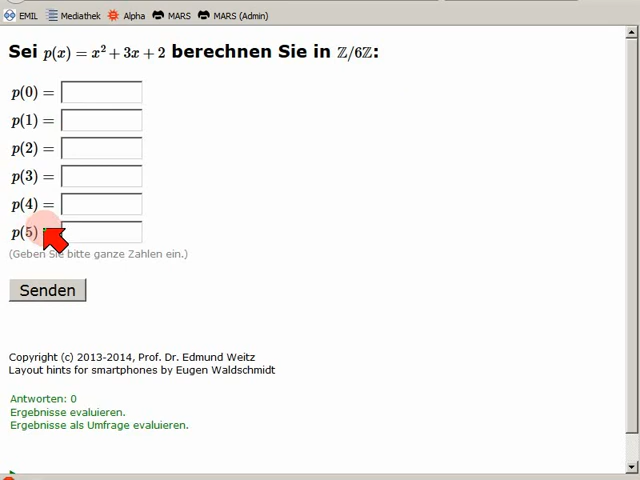 EMIL Mediathek Alpha MARS MARS (Admin)
Sei p(x) = x² + 3x + 2 berechnen Sie in ℤ/6ℤ:
p(0) =
p(1) =
p(2) =
p(3) =
p(4) =
p(5)
(Geben Sie bitte ganze Zahlen ein.)
Senden
Copyright (c) 2013-2014, Prof. Dr. Edmund Weitz
Layout hints for smartphones by Eugen Waldschmidt
Antworten: 0
Ergebnisse evaluieren.
Ergebnisse als Umfrage evaluieren.